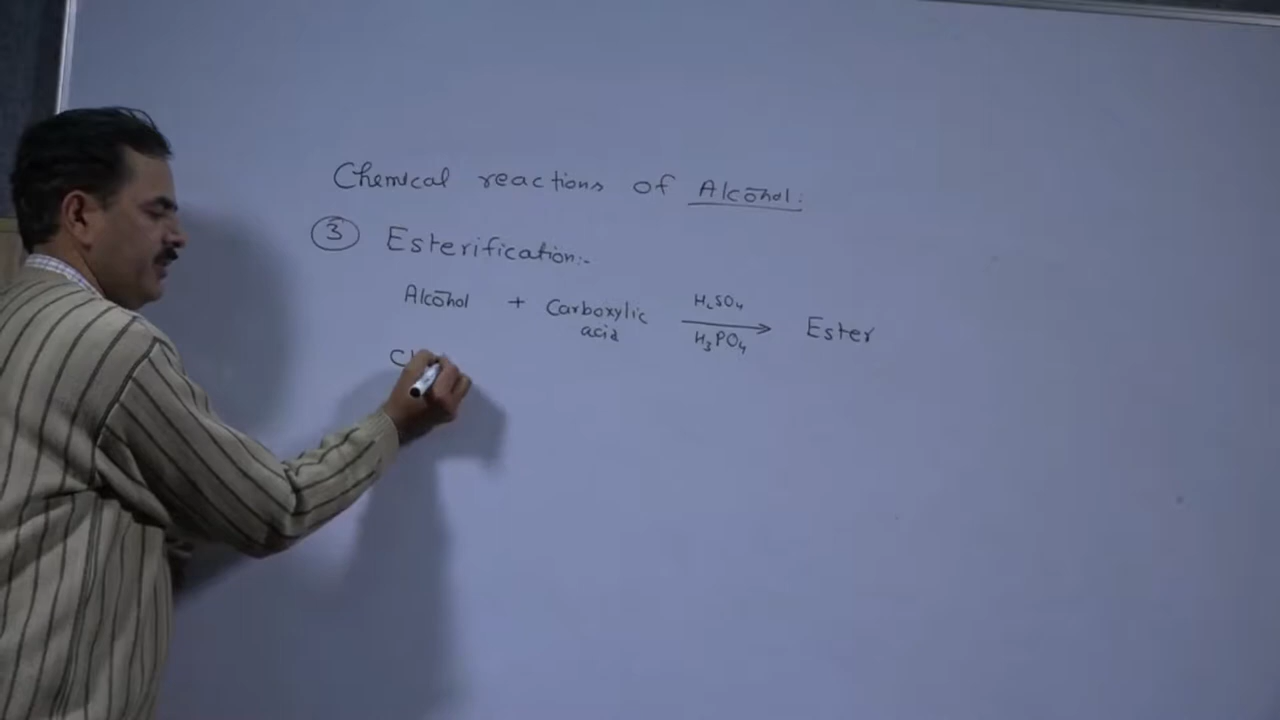 Chemical reactions of Alcohol:
3 Esterification:-
Alcohol + Carboxylic acid H2SO4 H3PO4 → Ester
C